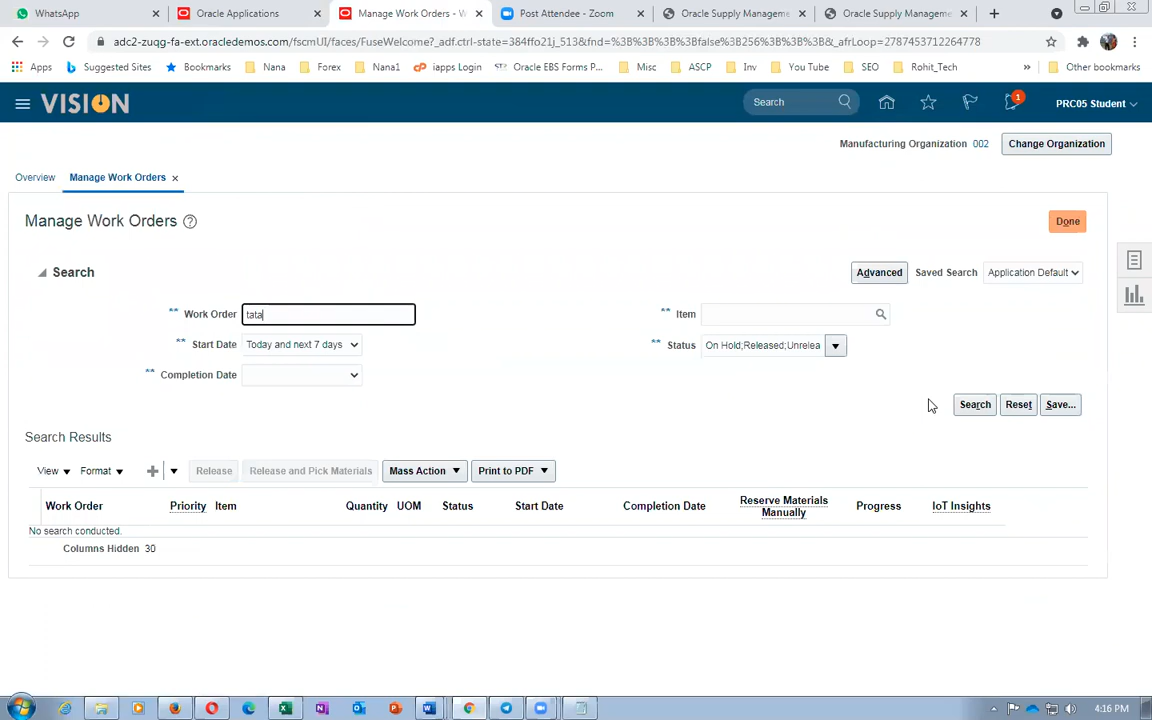 WhatsApp
Oracle Applications
Manage Work Orders - W
Post Attendee - Zoom
Oracle Supply Manageme
Oracle Supply Manageme
adc2-zuqg-fa-ext.oracledemos.com/fscmUI/faces/FuseWelcome?_adf.ctrl-state=384ffo21j_513&fnd=%3B%3B%3B%3Bfalse%3B256%3B%3B%3B&_afrLoop=2787453712264778
Apps Suggested Sites Bookmarks Nana Forex Nana1 iapps Login Oracle EBS Forms P... Misc ASCP Inv You Tube SEO Rohit_Tech » Other bookmarks
VISION Search 1 PRC05 Student
Manufacturing Organization 002 Change Organization
Overview Manage Work Orders
Manage Work Orders ? Done
Search Advanced Saved Search Application Default
** Work Order tata ** Item
** Start Date Today and next 7 days ** Status On Hold;Released;Unrelea
** Completion Date
Search Reset Save...
Search Results
View Format Release Release and Pick Materials Mass Action Print to PDF
Work Order Priority Item Quantity UOM Status Start Date Completion Date Reserve Materials Manually Progress IoT Insights
No search conducted.
Columns Hidden 30
4:16 PM